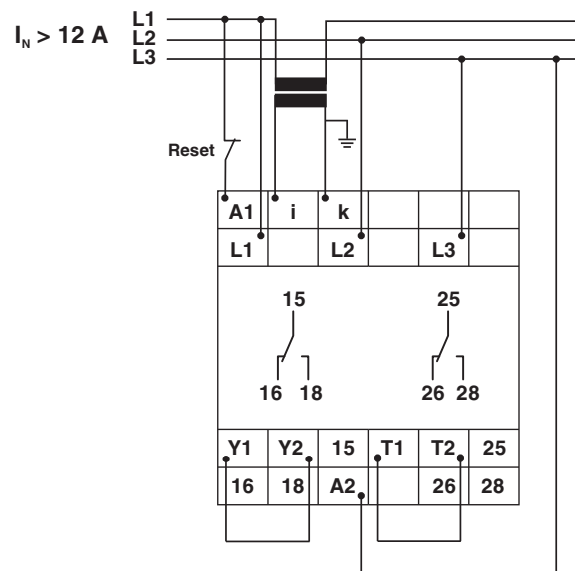 I_N > 12 A
L1
L2
L3
Reset
A1 i k
L1 L2 L3
15 25
16 18 26 28
Y1 Y2 15 T1 T2 25
16 18 A2 26 28